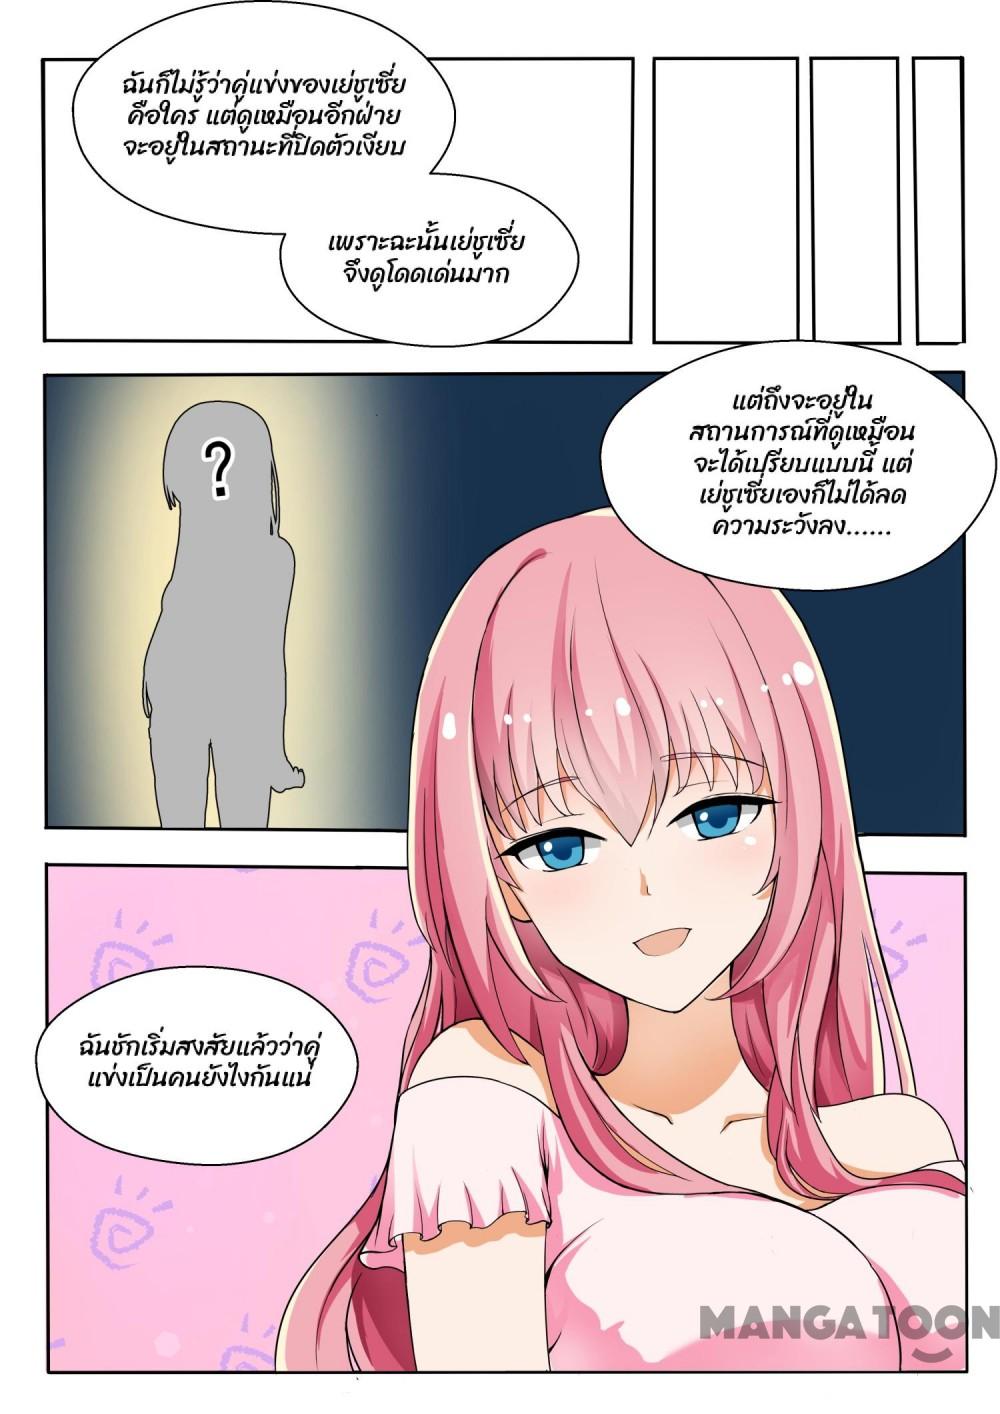 ฉันก็ไม่รู้ว่าคู่แข่งของเย่ชูเซี่ย
คือใคร แต่ดูเหมือนอีกฝ่าย
จะอยู่ในสถานะที่ปิดตัวเงียบ
เพราะฉะนั้นเย่ชูเซี่ย
จึงดูโดดเด่นมาก
?
แต่ถึงจะอยู่ใน
สถานการณ์ที่ดูเหมือน
จะได้เปรียบแบบนี้ แต่
เย่ชูเซี่ยเองก็ไม่ได้ลด
ความระวังลง......
ฉันชักเริ่มสงสัยแล้วว่าคู่
แข่งเป็นคนยังไงกันแน่
MANGATOON